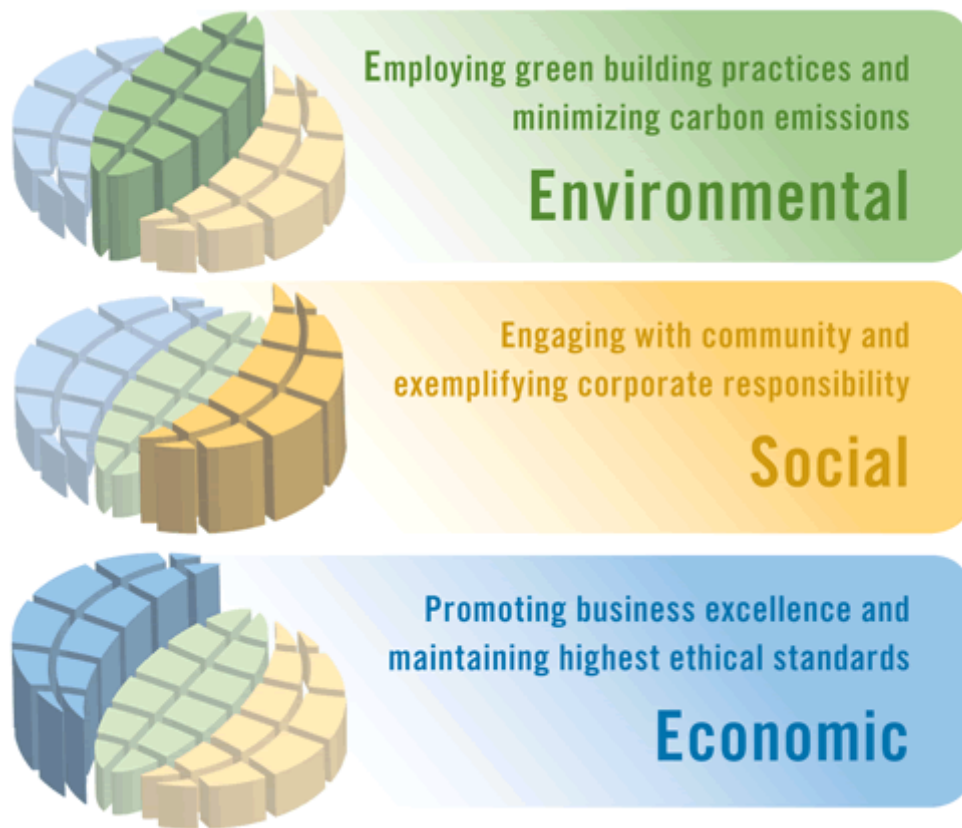 Employing green building practices and
minimizing carbon emissions
Environmental
Engaging with community and
exemplifying corporate responsibility
Social
Promoting business excellence and
maintaining highest ethical standards
Economic